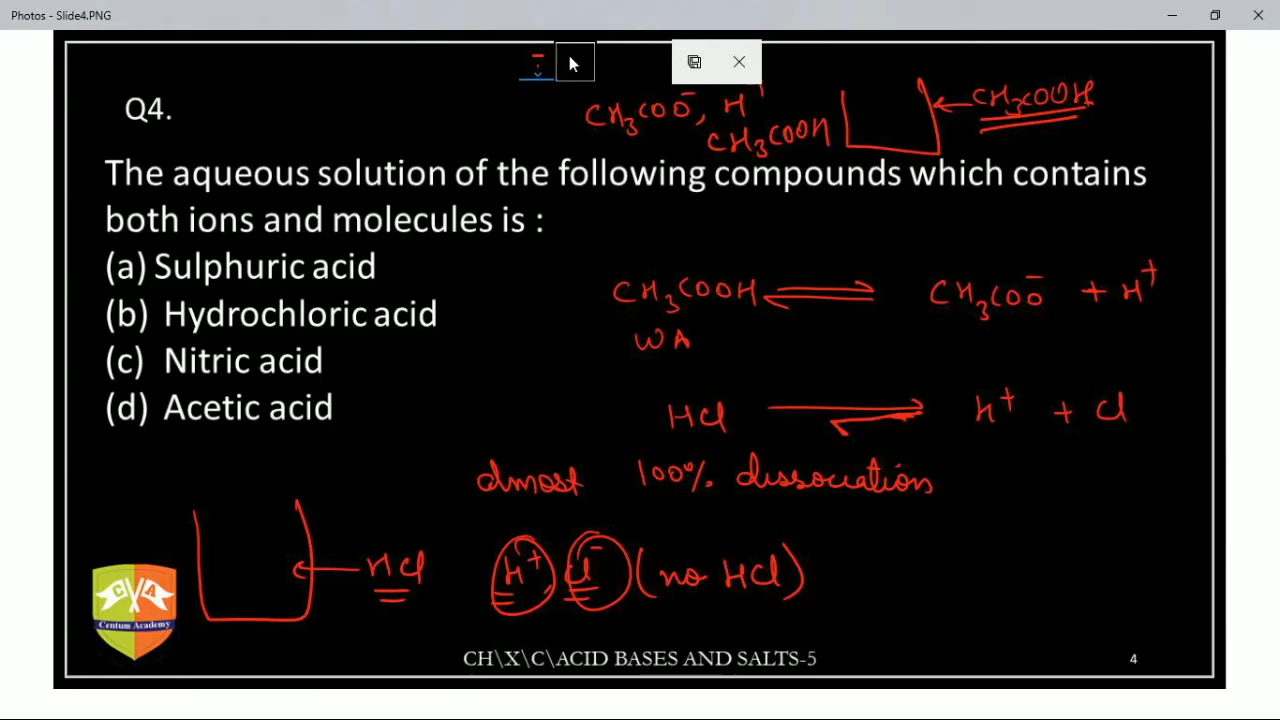 Photos - Slide4.PNG
Q4.
CH₃COO⁻, H⁺
CH₃COOH
CH₃COOH
The aqueous solution of the following compounds which contains
both ions and molecules is :
(a) Sulphuric acid
(b) Hydrochloric acid
(c) Nitric acid
(d) Acetic acid
CH₃COOH ⇌ CH₃COO⁻ + H⁺
WA
HCl ⇌ H⁺ + Cl
almost 100% dissociation
HCl
H⁺ Cl⁻ (no HCl)
C A
Centum Academy
CH\X\C\ACID BASES AND SALTS-5
4